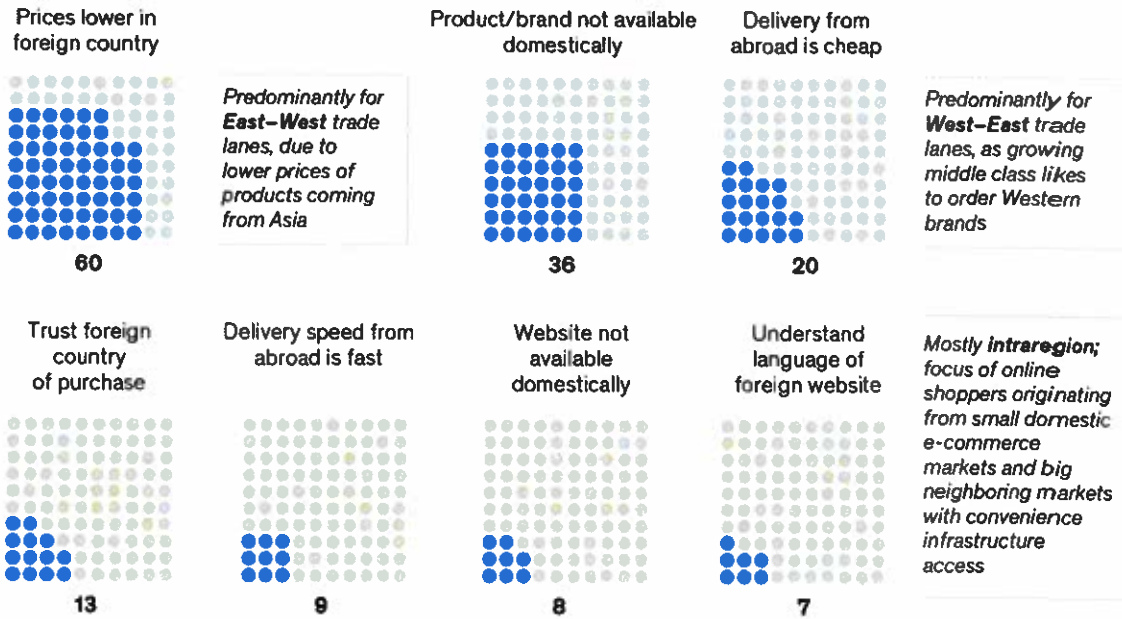 Prices lower in
foreign country
60
Predominantly for
East–West trade
lanes, due to
lower prices of
products coming
from Asia
Product/brand not available
domestically
36
Delivery from
abroad is cheap
20
Predominantly for
West–East trade
lanes, as growing
middle class likes
to order Western
brands
Trust foreign
country
of purchase
13
Delivery speed from
abroad is fast
9
Website not
available
domestically
8
Understand
language of
foreign website
7
Mostly intraregion;
focus of online
shoppers originating
from small domestic
e-commerce
markets and big
neighboring markets
with convenience
infrastructure
access